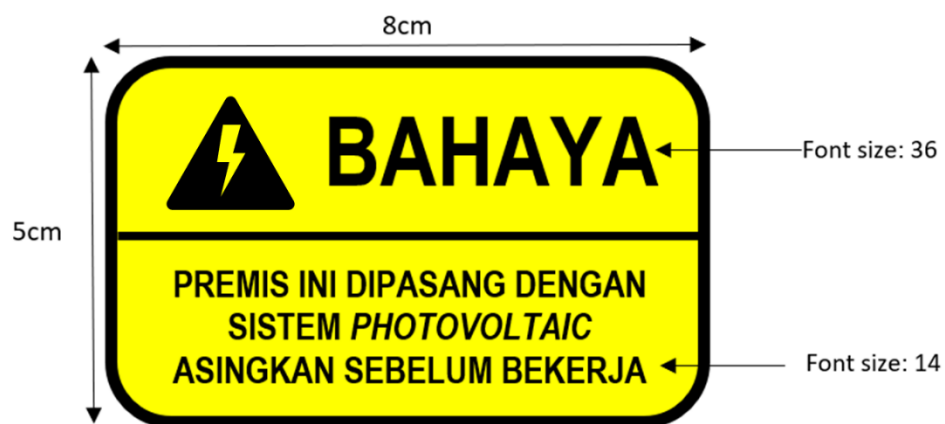 8cm
BAHAYA
Font size: 36
5cm
PREMIS INI DIPASANG DENGAN
SISTEM PHOTOVOLTAIC
ASINGKAN SEBELUM BEKERJA
Font size: 14